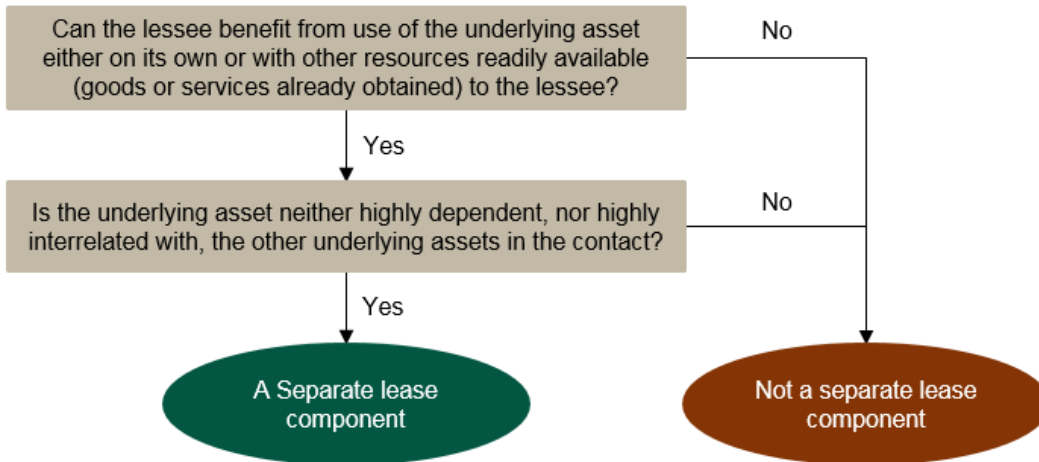 Can the lessee benefit from use of the underlying asset
either on its own or with other resources readily available
(goods or services already obtained) to the lessee?
No
Yes
Is the underlying asset neither highly dependent, nor highly
interrelated with, the other underlying assets in the contact?
No
Yes
A Separate lease
component
Not a separate lease
component